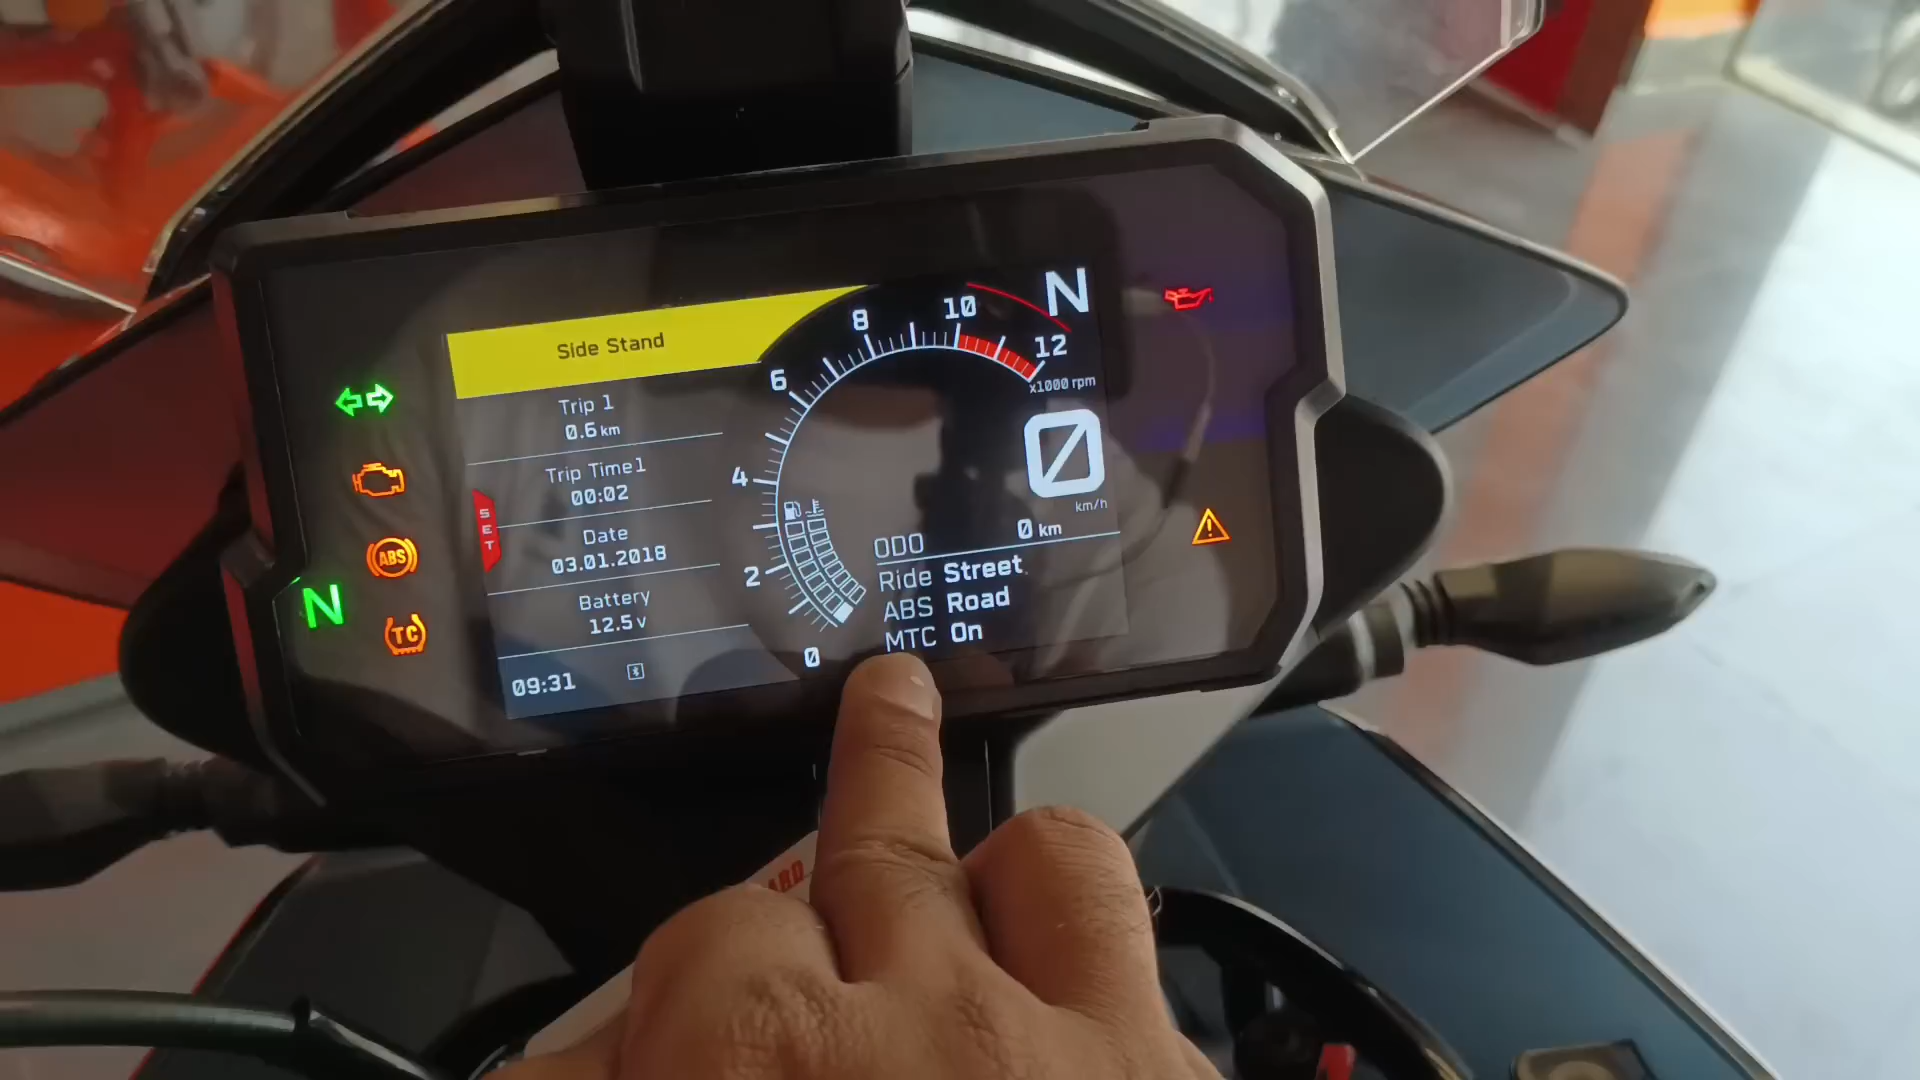 Side Stand
Trip 1
0.6 km
Trip Time1
00:02
Date
03.01.2018
Battery
12.5 v
09:31
SET
0
2
4
6
8
10
12
x1000 rpm
N
0
km/h
ODO 0 km
Ride Street
ABS Road
MTC On
ABS
N
TC